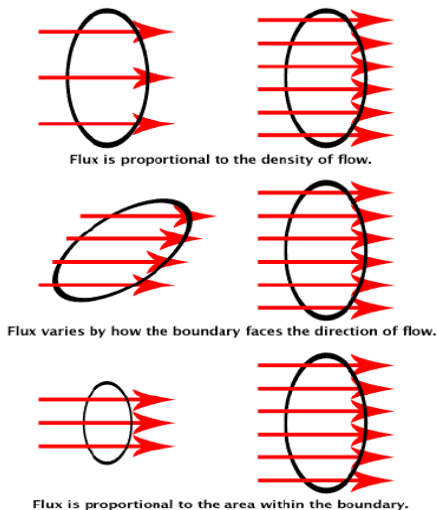 Flux is proportional to the density of flow.
Flux varies by how the boundary faces the direction of flow.
Flux is proportional to the area within the boundary.